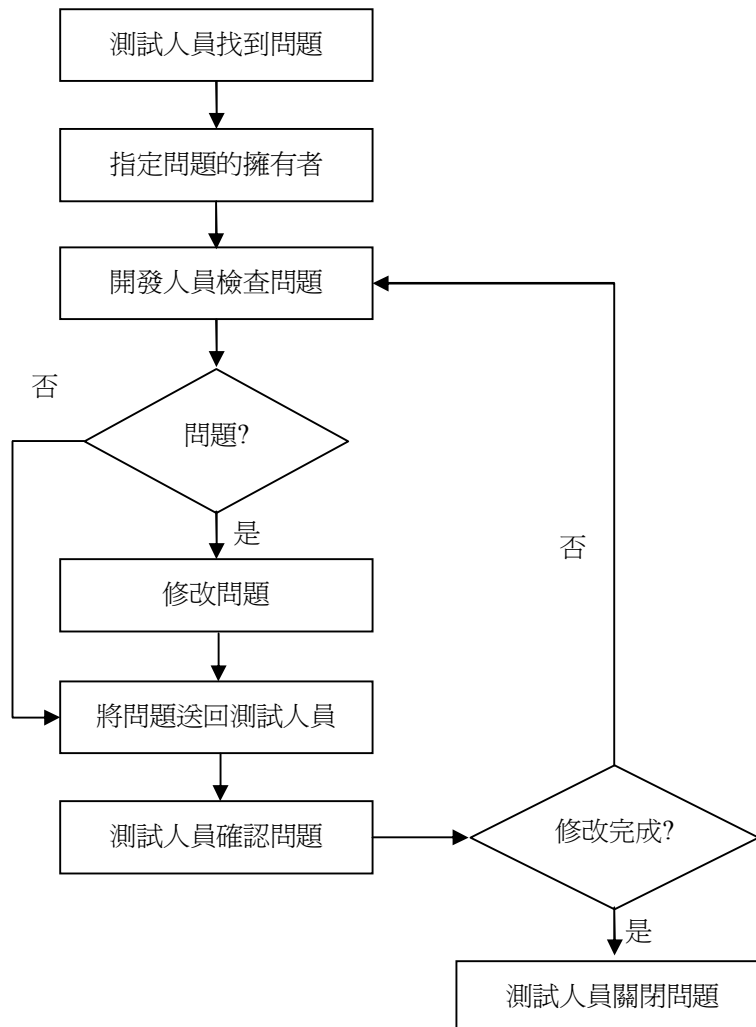 測試人員找到問題
指定問題的擁有者
開發人員檢查問題
否
問題?
是
否
修改問題
將問題送回測試人員
測試人員確認問題
修改完成?
是
測試人員關閉問題